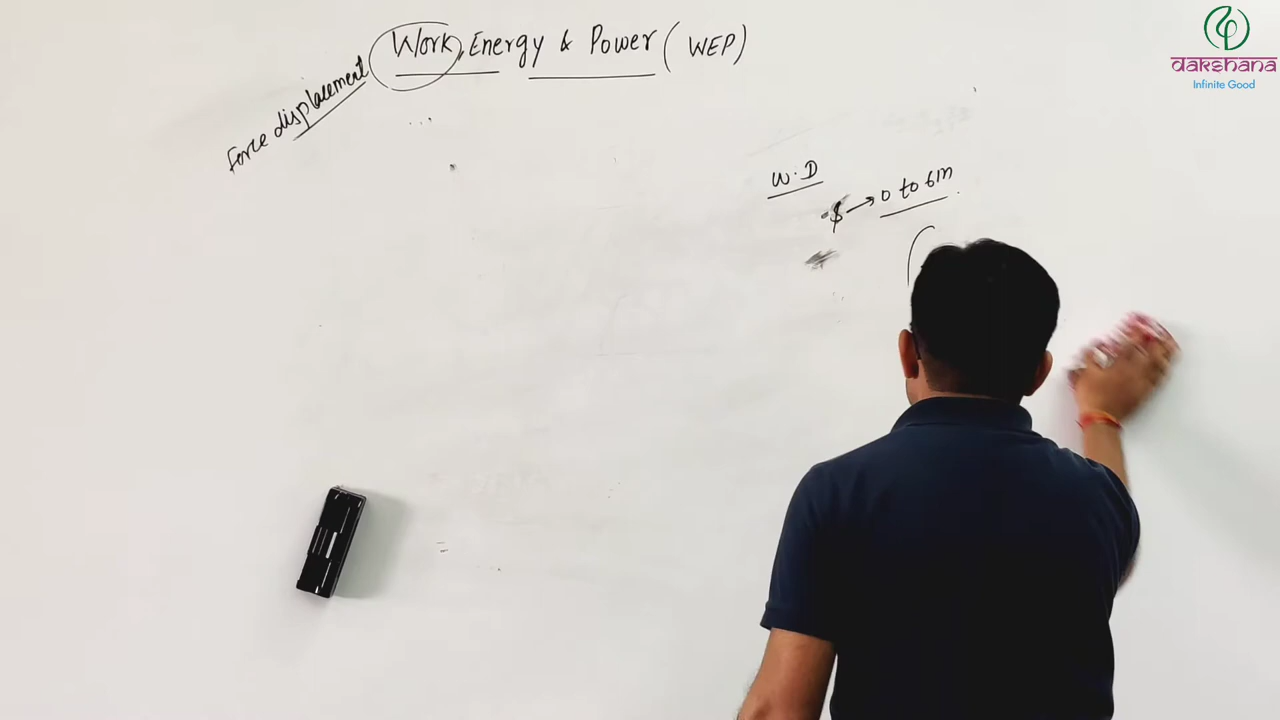 Work, Energy & Power (WEP)
Force displacement
W.D
$ → 0 to 6m
dakshana
Infinite Good